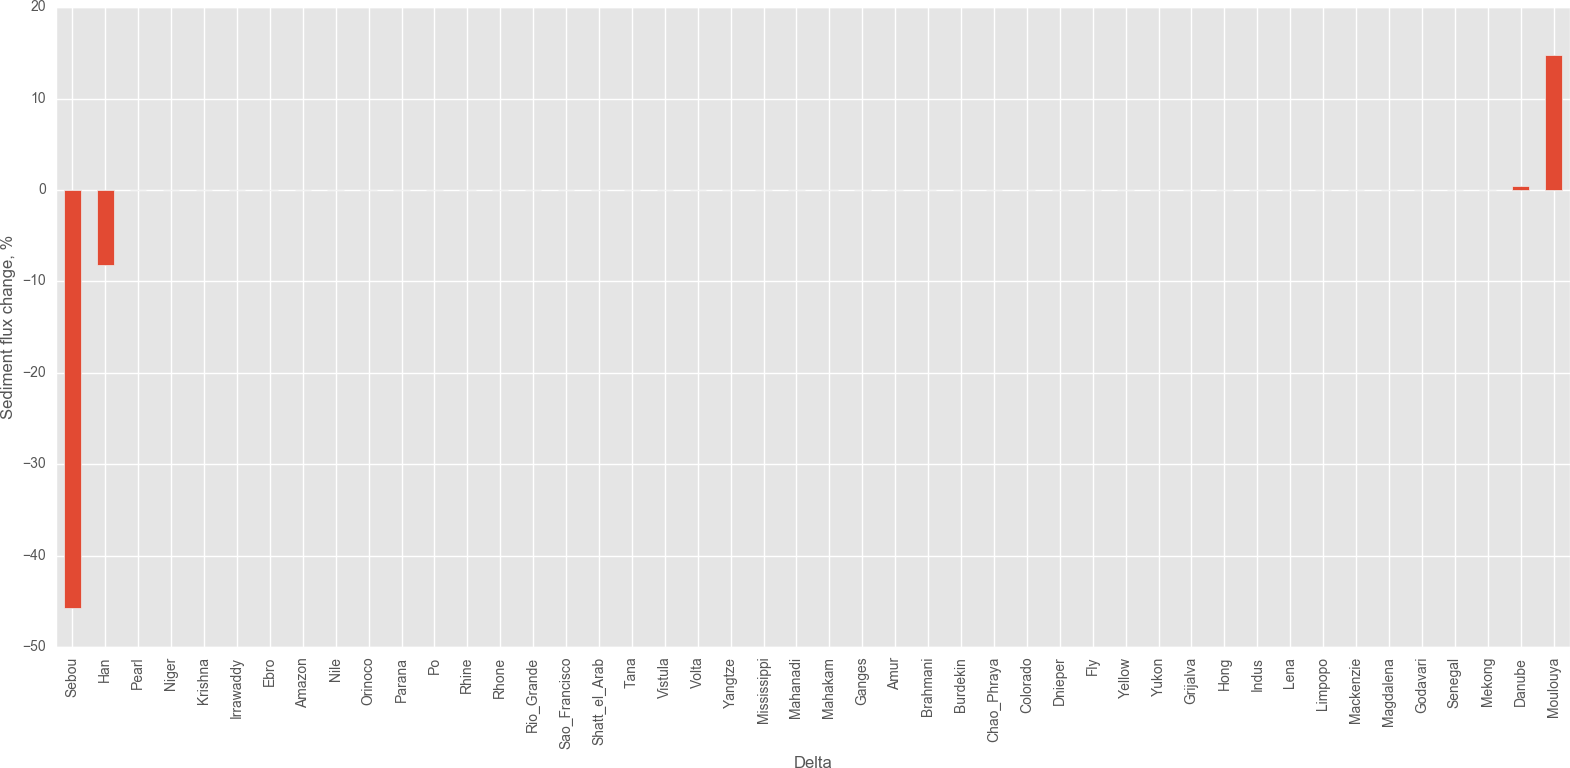 20
10
0
−10
−20
−30
−40
−50
Sediment flux change, %
Sebou
Han
Pearl
Niger
Krishna
Irrawaddy
Ebro
Amazon
Nile
Orinoco
Parana
Po
Rhine
Rhone
Rio_Grande
Sao_Francisco
Shatt_el_Arab
Tana
Vistula
Volta
Yangtze
Mississippi
Mahanadi
Mahakam
Ganges
Amur
Brahmani
Burdekin
Chao_Phraya
Colorado
Dnieper
Fly
Yellow
Yukon
Grijalva
Hong
Indus
Lena
Limpopo
Mackenzie
Magdalena
Godavari
Senegal
Mekong
Danube
Moulouya
Delta